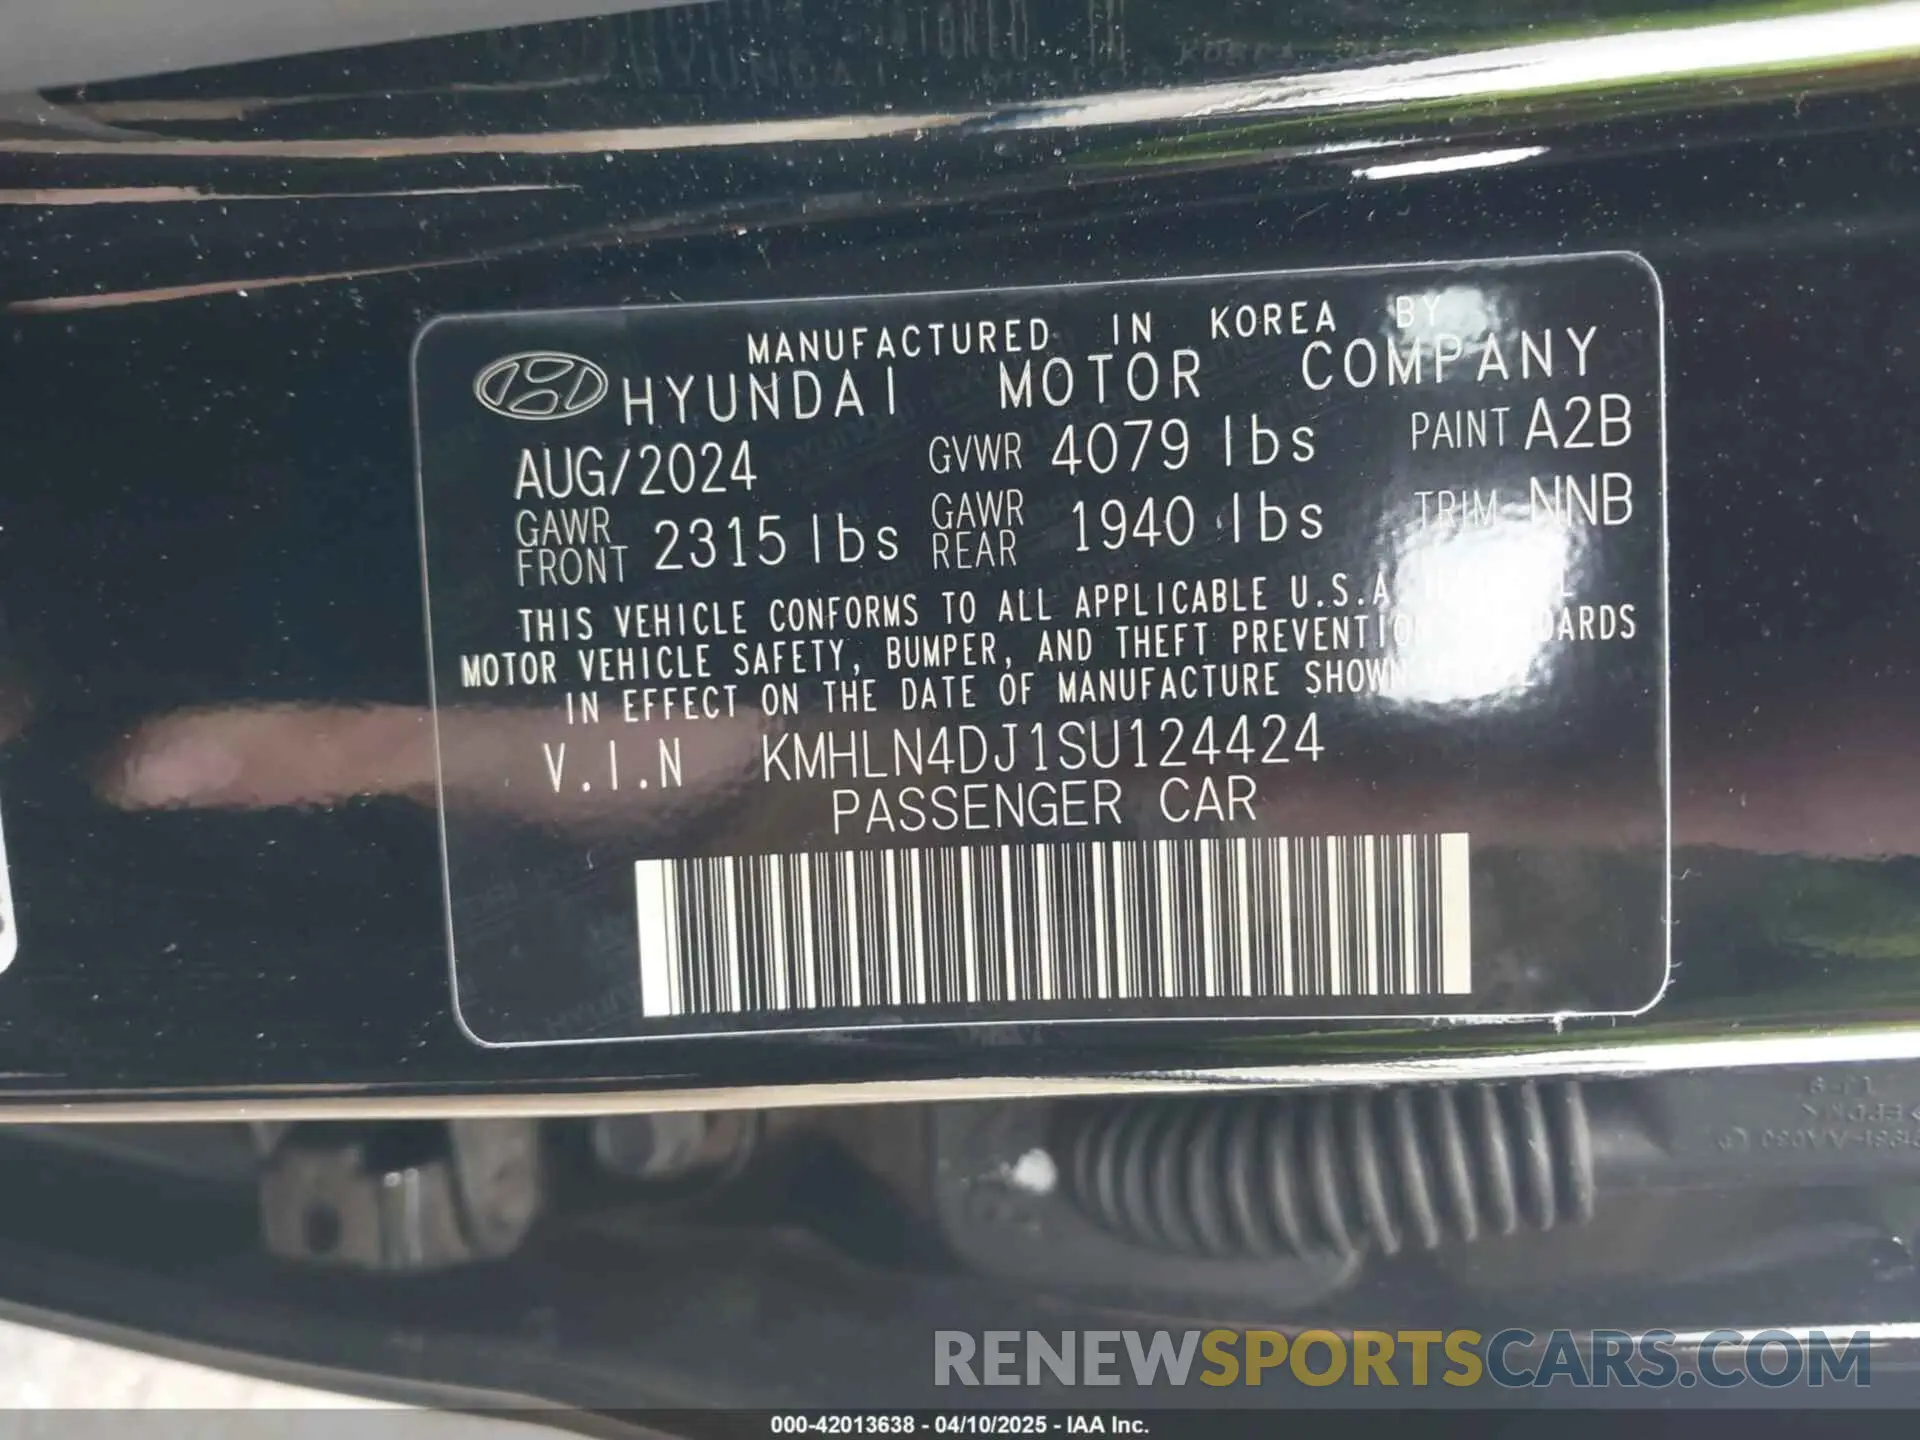 MANUFACTURED IN KOREA BY
HYUNDAI MOTOR COMPANY
AUG/2024 GVWR 4079 lbs PAINT A2B
GAWR FRONT 2315 lbs GAWR REAR 1940 lbs TRIM NNB
THIS VEHICLE CONFORMS TO ALL APPLICABLE U.S.A
MOTOR VEHICLE SAFETY, BUMPER, AND THEFT PREVENTION STANDARDS
IN EFFECT ON THE DATE OF MANUFACTURE SHOWN
V.I.N KMHLN4DJ1SU124424
PASSENGER CAR
RENEWSPORTSCARS.COM
000-42013638 - 04/10/2025 - IAA Inc.